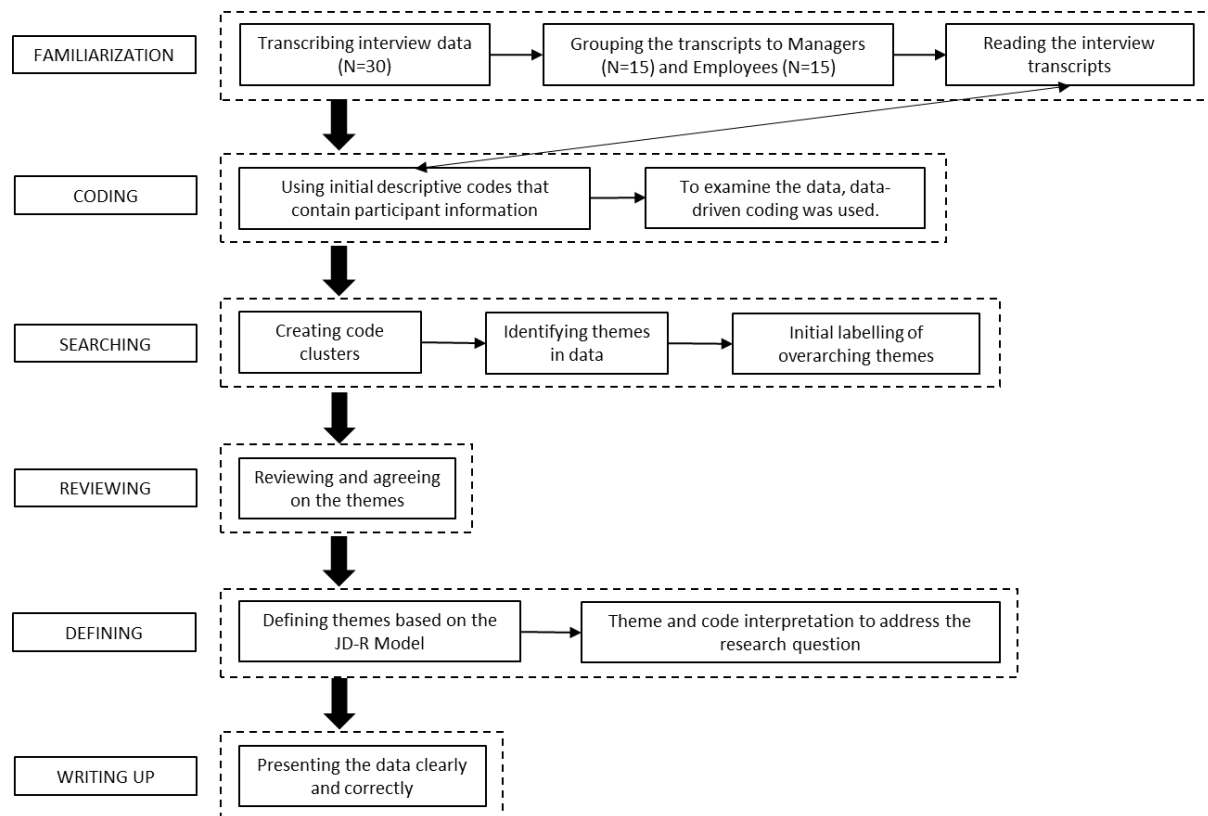 FAMILIARIZATION
Transcribing interview data
(N=30)
Grouping the transcripts to Managers
(N=15) and Employees (N=15)
Reading the interview
transcripts
CODING
Using initial descriptive codes that
contain participant information
To examine the data, data-
driven coding was used.
SEARCHING
Creating code
clusters
Identifying themes
in data
Initial labelling of
overarching themes
REVIEWING
Reviewing and agreeing
on the themes
DEFINING
Defining themes based on the
JD-R Model
Theme and code interpretation to address the
research question
WRITING UP
Presenting the data clearly
and correctly